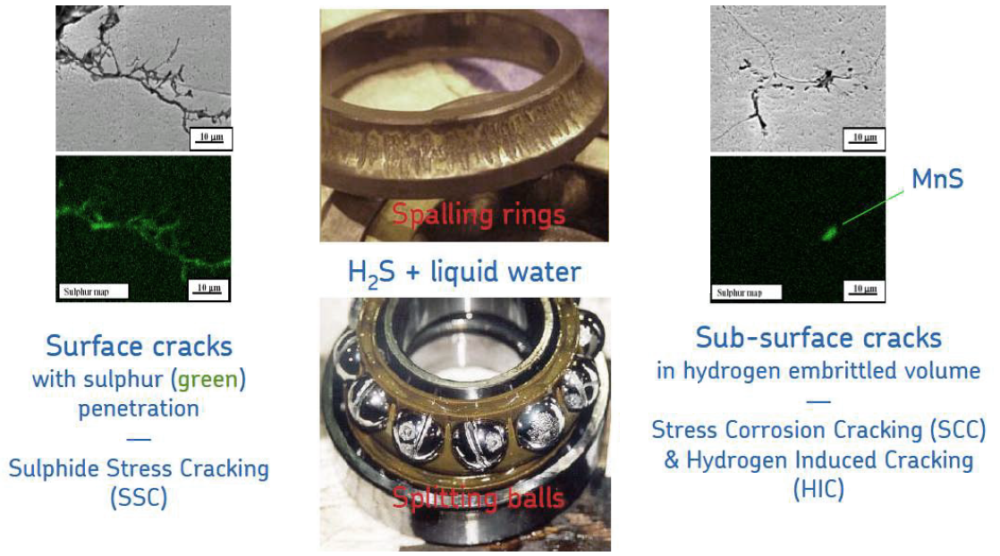 10 µm
Sulphur map
10 µm
Surface cracks
with sulphur (green)
penetration
—
Sulphide Stress Cracking
(SSC)
Spalling rings
H₂S + liquid water
Splitting balls
10 µm
MnS
Sulphur map
10 µm
Sub-surface cracks
in hydrogen embrittled volume
—
Stress Corrosion Cracking (SCC)
& Hydrogen Induced Cracking
(HIC)